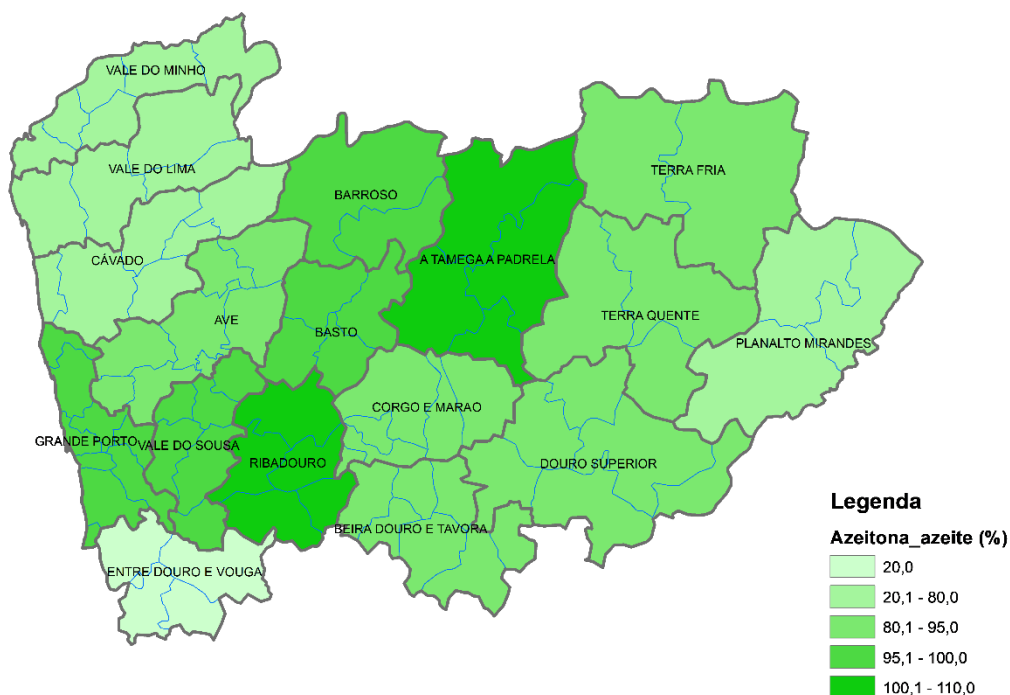 VALE DO MINHO
VALE DO LIMA
TERRA FRIA
BARROSO
CÁVADO
A TAMEGA A PADRELA
AVE
BASTO
TERRA QUENTE
PLANALTO MIRANDES
CORGO E MARAO
GRANDE PORTO
VALE DO SOUSA
RIBADOURO
DOURO SUPERIOR
BEIRA DOURO E TAVORA
ENTRE DOURO E VOUGA
Legenda
Azeitona_azeite (%)
20,0
20,1 - 80,0
80,1 - 95,0
95,1 - 100,0
100,1 - 110,0